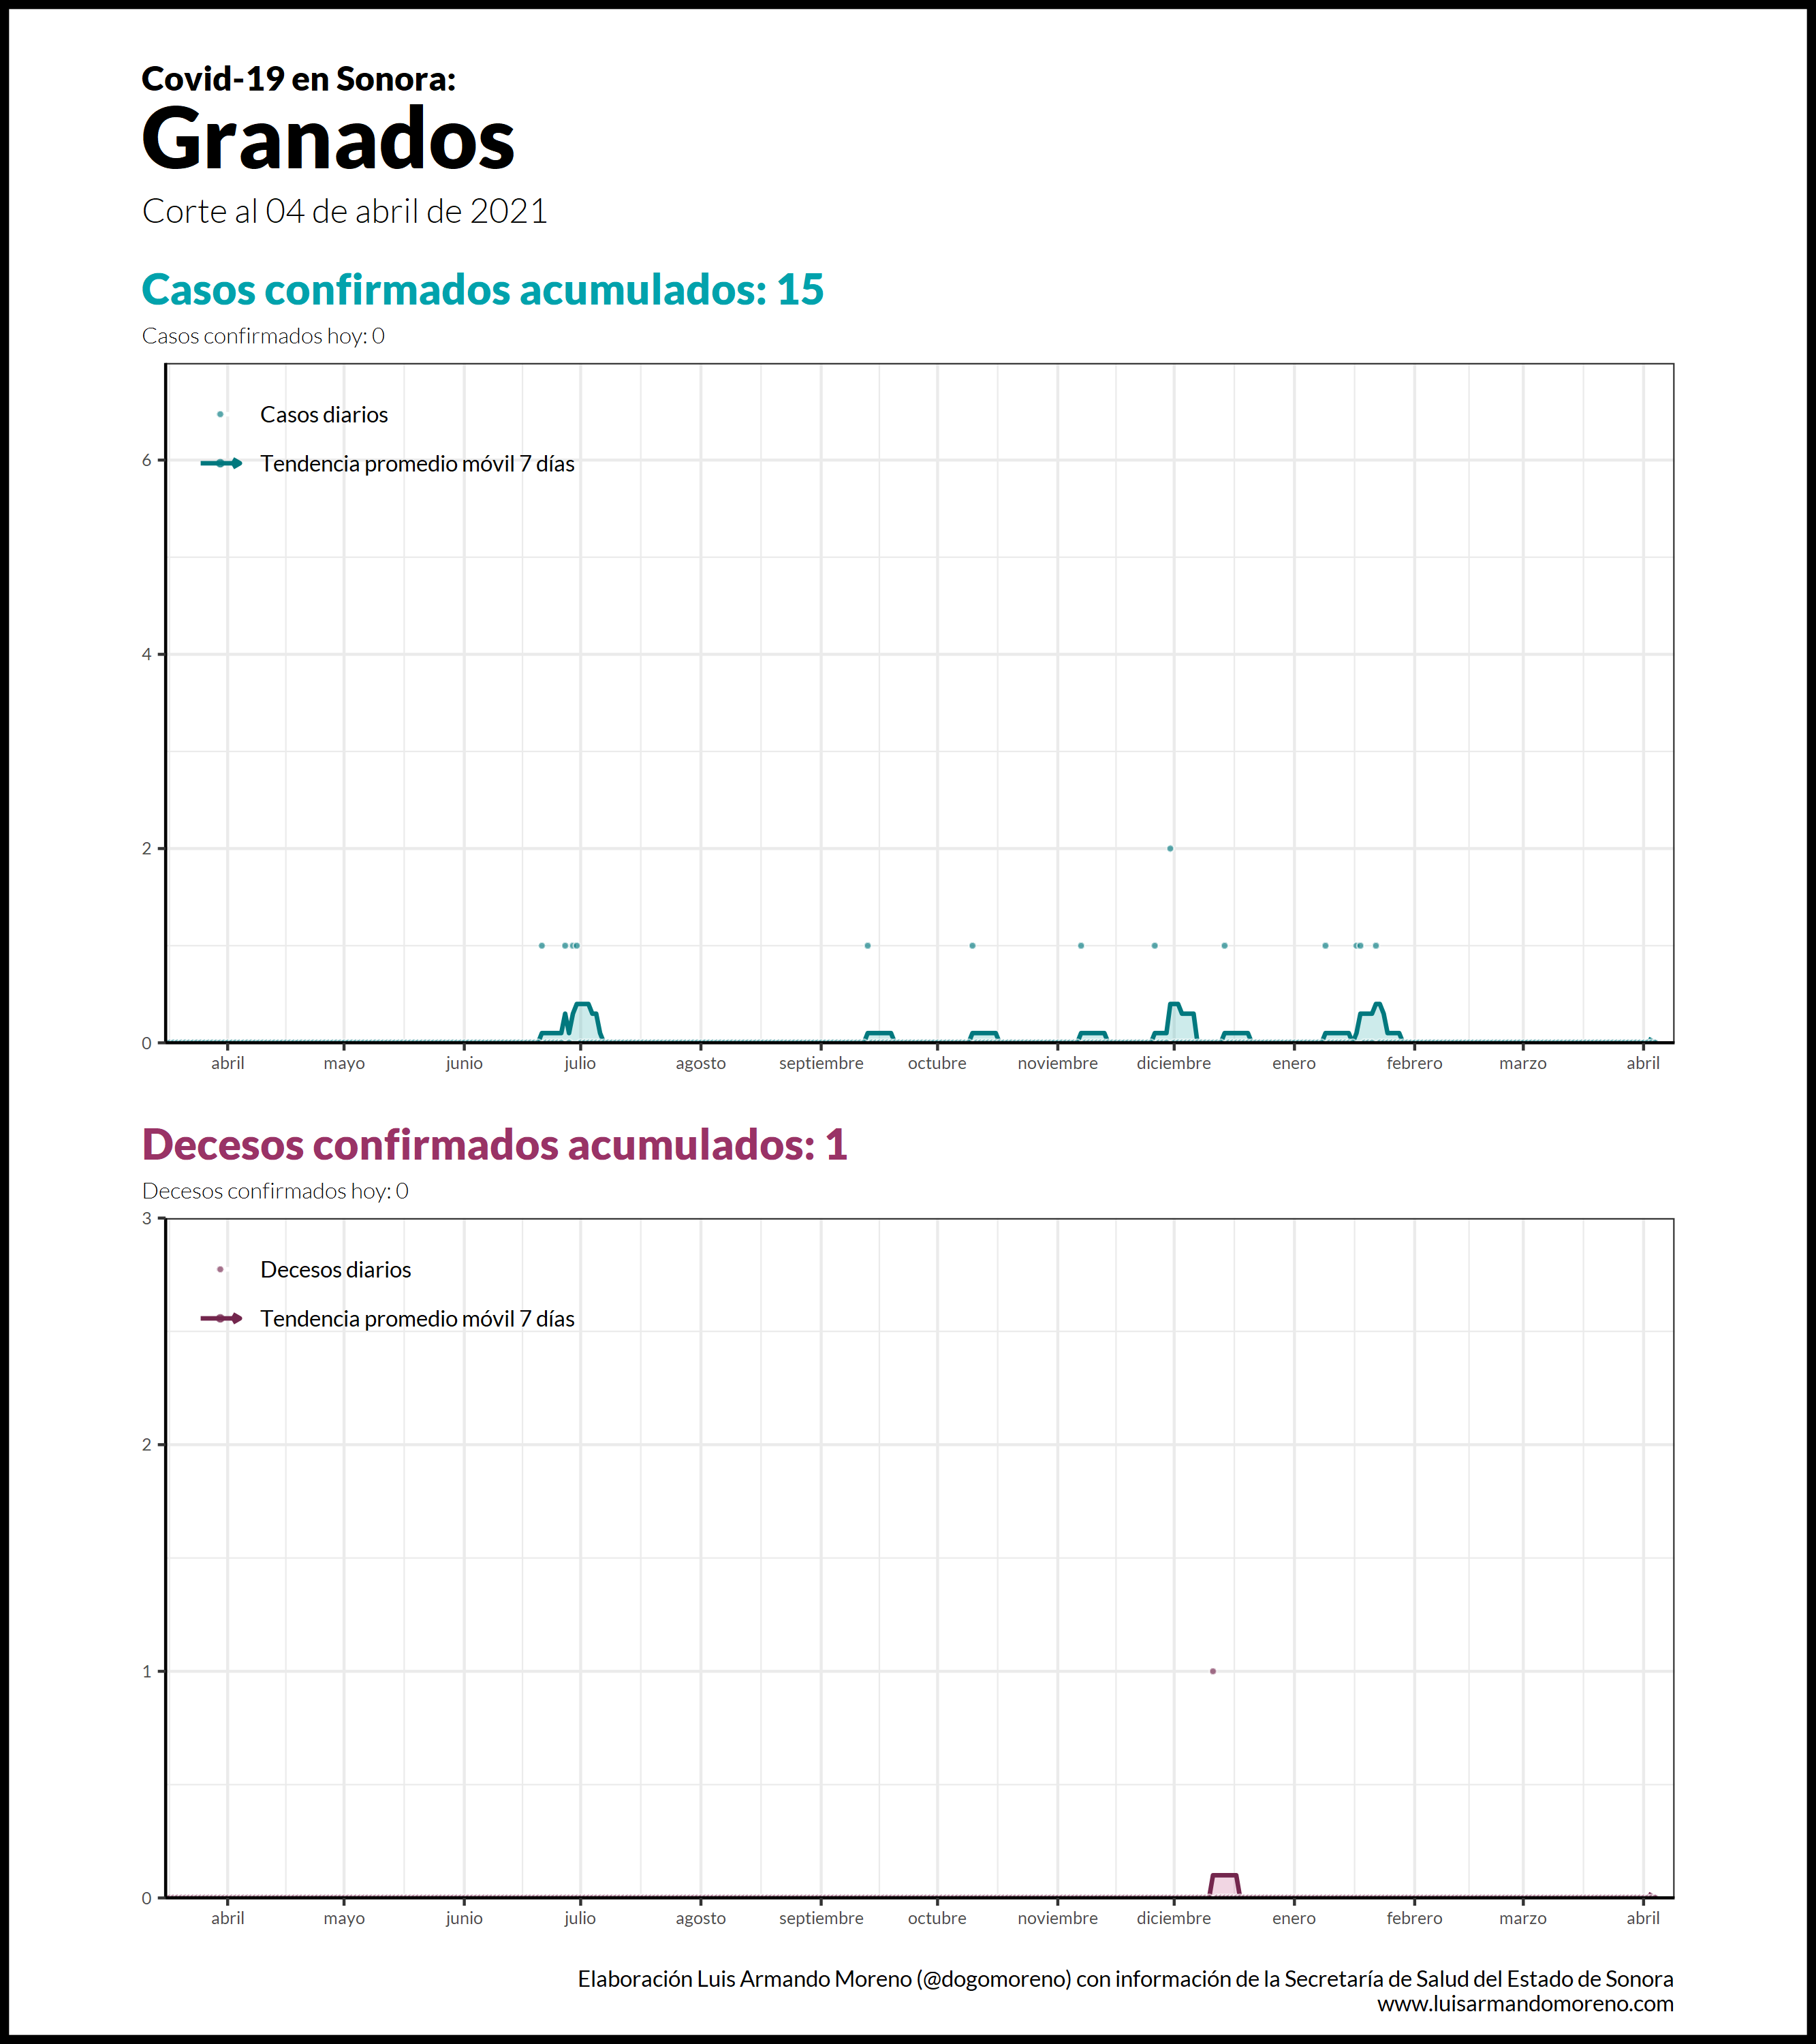 Covid-19 en Sonora:
Granados
Corte al 04 de abril de 2021
Casos confirmados acumulados: 15
Casos confirmados hoy: 0
Casos diarios
Tendencia promedio móvil 7 días
6
4
2
0
abril mayo junio julio agosto septiembre octubre noviembre diciembre enero febrero marzo abril
Decesos confirmados acumulados: 1
Decesos confirmados hoy: 0
3
Decesos diarios
Tendencia promedio móvil 7 días
2
1
0
abril mayo junio julio agosto septiembre octubre noviembre diciembre enero febrero marzo abril
Elaboración Luis Armando Moreno (@dogomoreno) con información de la Secretaría de Salud del Estado de Sonora
www.luisarmandomoreno.com